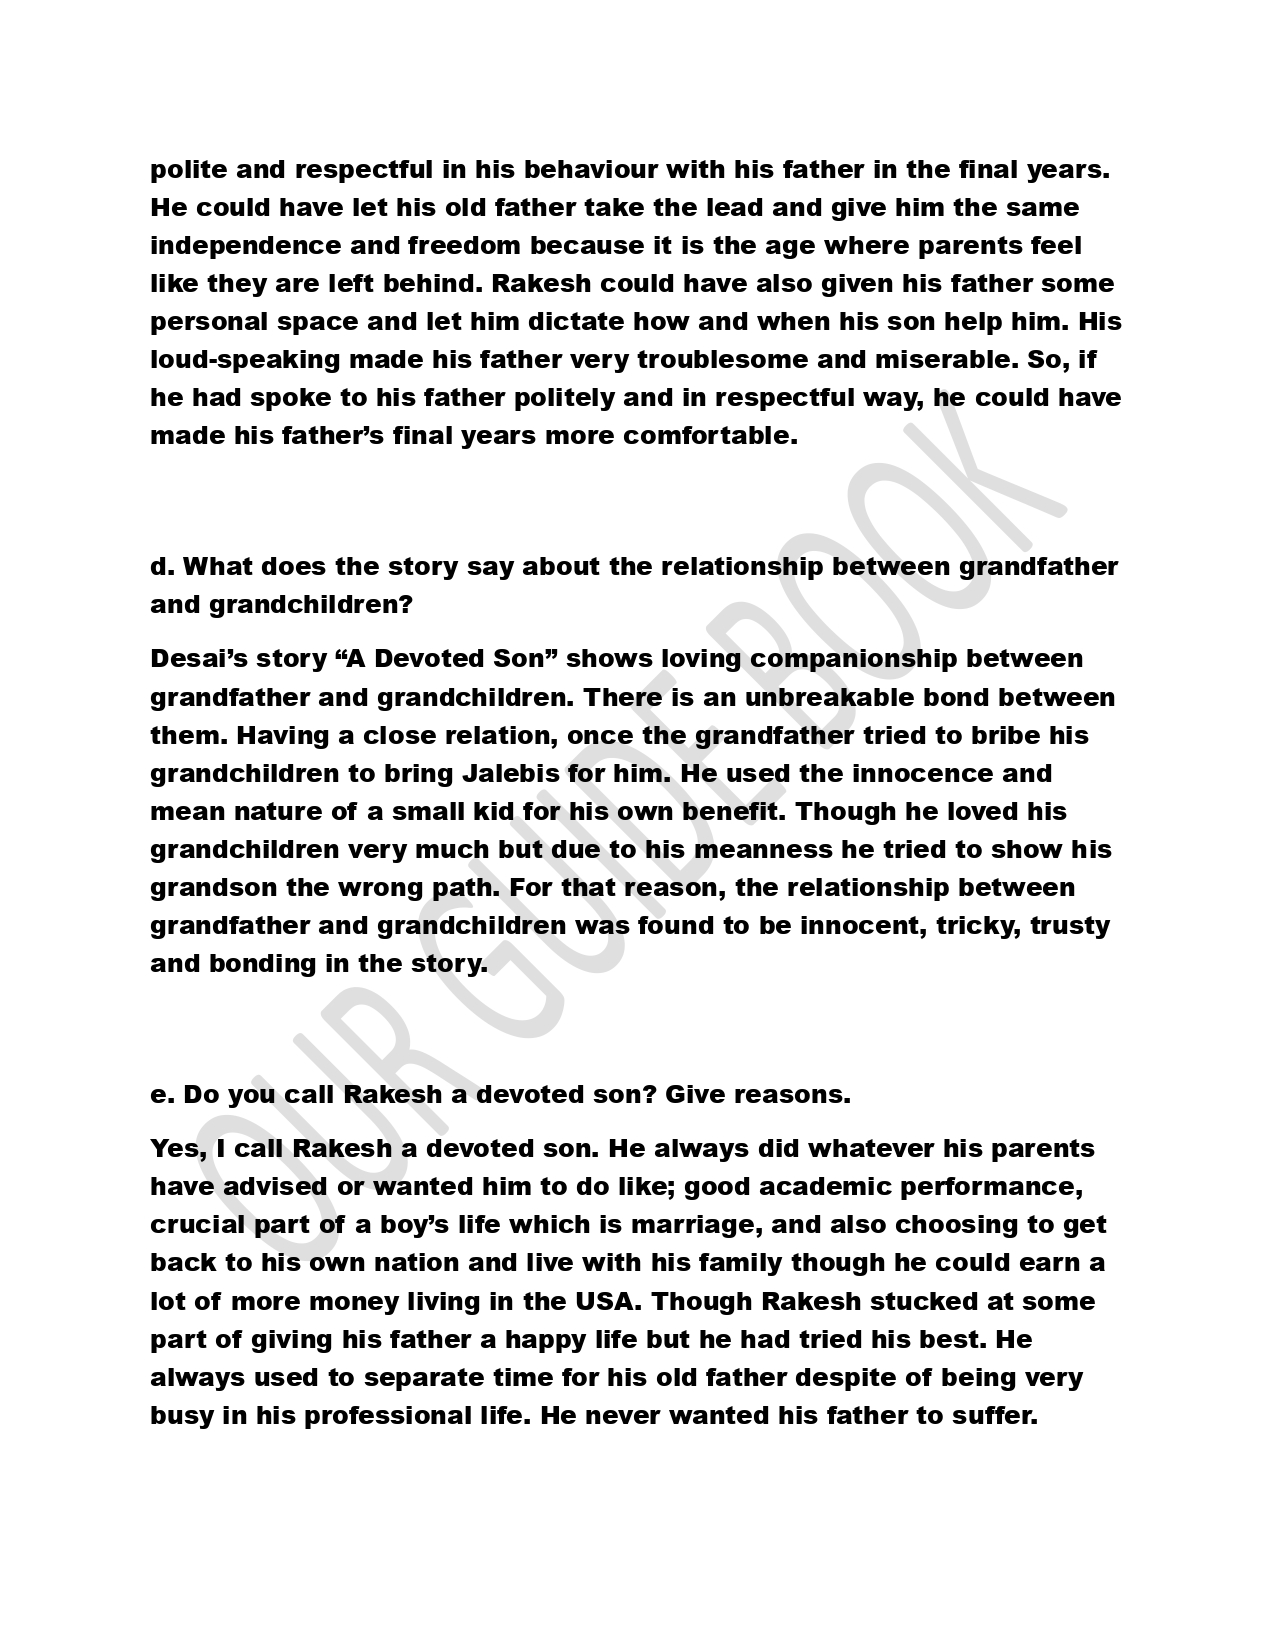 polite and respectful in his behaviour with his father in the final years.
He could have let his old father take the lead and give him the same
independence and freedom because it is the age where parents feel
like they are left behind. Rakesh could have also given his father some
personal space and let him dictate how and when his son help him. His
loud-speaking made his father very troublesome and miserable. So, if
he had spoke to his father politely and in respectful way, he could have
made his father’s final years more comfortable.
d. What does the story say about the relationship between grandfather
and grandchildren?
Desai’s story “A Devoted Son” shows loving companionship between
grandfather and grandchildren. There is an unbreakable bond between
them. Having a close relation, once the grandfather tried to bribe his
grandchildren to bring Jalebis for him. He used the innocence and
mean nature of a small kid for his own benefit. Though he loved his
grandchildren very much but due to his meanness he tried to show his
grandson the wrong path. For that reason, the relationship between
grandfather and grandchildren was found to be innocent, tricky, trusty
and bonding in the story.
e. Do you call Rakesh a devoted son? Give reasons.
Yes, I call Rakesh a devoted son. He always did whatever his parents
have advised or wanted him to do like; good academic performance,
crucial part of a boy’s life which is marriage, and also choosing to get
back to his own nation and live with his family though he could earn a
lot of more money living in the USA. Though Rakesh stucked at some
part of giving his father a happy life but he had tried his best. He
always used to separate time for his old father despite of being very
busy in his professional life. He never wanted his father to suffer.
OUR GUIDE BOOK